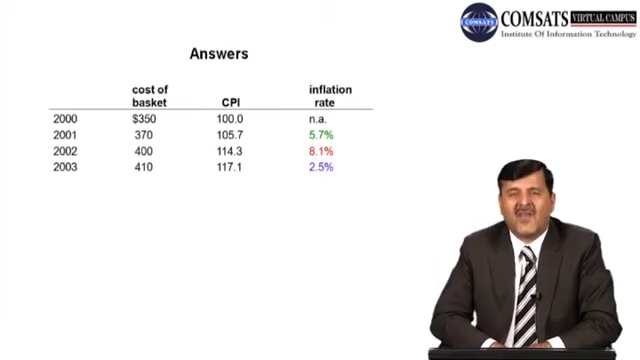 COMSATS VIRTUAL CAMPUS
Institute Of Information Technology
Answers
cost of basket CPI inflation rate
2000 $350 100.0 n.a.
2001 370 105.7 5.7%
2002 400 114.3 8.1%
2003 410 117.1 2.5%